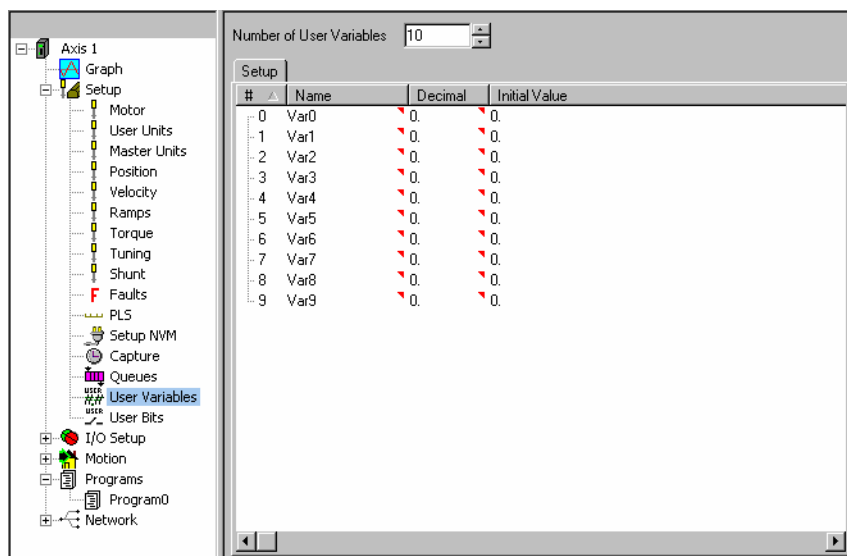 Axis 1
Graph
Setup
Motor
User Units
Master Units
Position
Velocity
Ramps
Torque
Tuning
Shunt
F Faults
PLS
Setup NVM
Capture
Queues
USER #.# User Variables
USER User Bits
I/O Setup
Motion
Programs
Program0
Network
Number of User Variables 10
Setup
# Name Decimal Initial Value
0 Var0 0. 0.
1 Var1 0. 0.
2 Var2 0. 0.
3 Var3 0. 0.
4 Var4 0. 0.
5 Var5 0. 0.
6 Var6 0. 0.
7 Var7 0. 0.
8 Var8 0. 0.
9 Var9 0. 0.